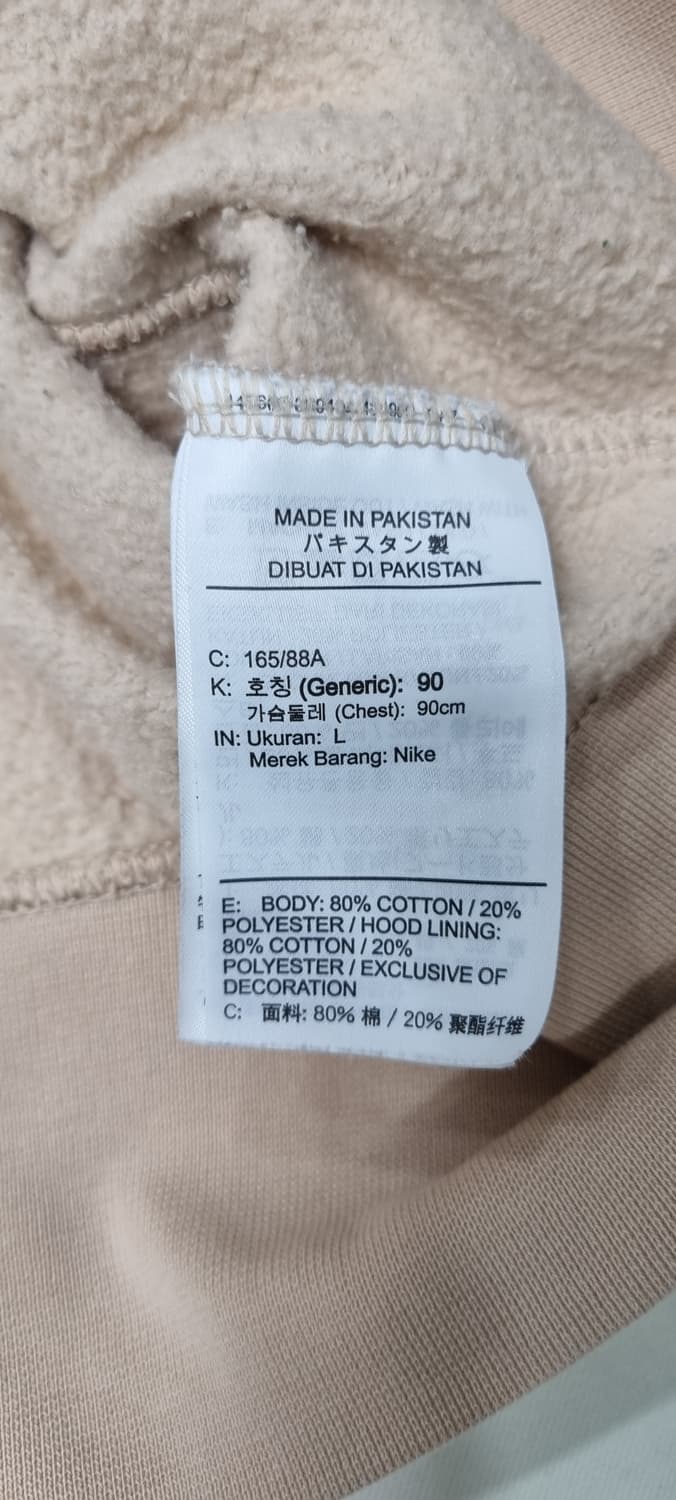 MADE IN PAKISTAN
パキスタン製
DIBUAT DI PAKISTAN
C: 165/88A
K: 호칭 (Generic): 90
가슴둘레 (Chest): 90cm
IN: Ukuran: L
Merek Barang: Nike
E: BODY: 80% COTTON / 20%
POLYESTER / HOOD LINING:
80% COTTON / 20%
POLYESTER / EXCLUSIVE OF
DECORATION
C: 面料: 80% 棉 / 20% 聚酯纤维